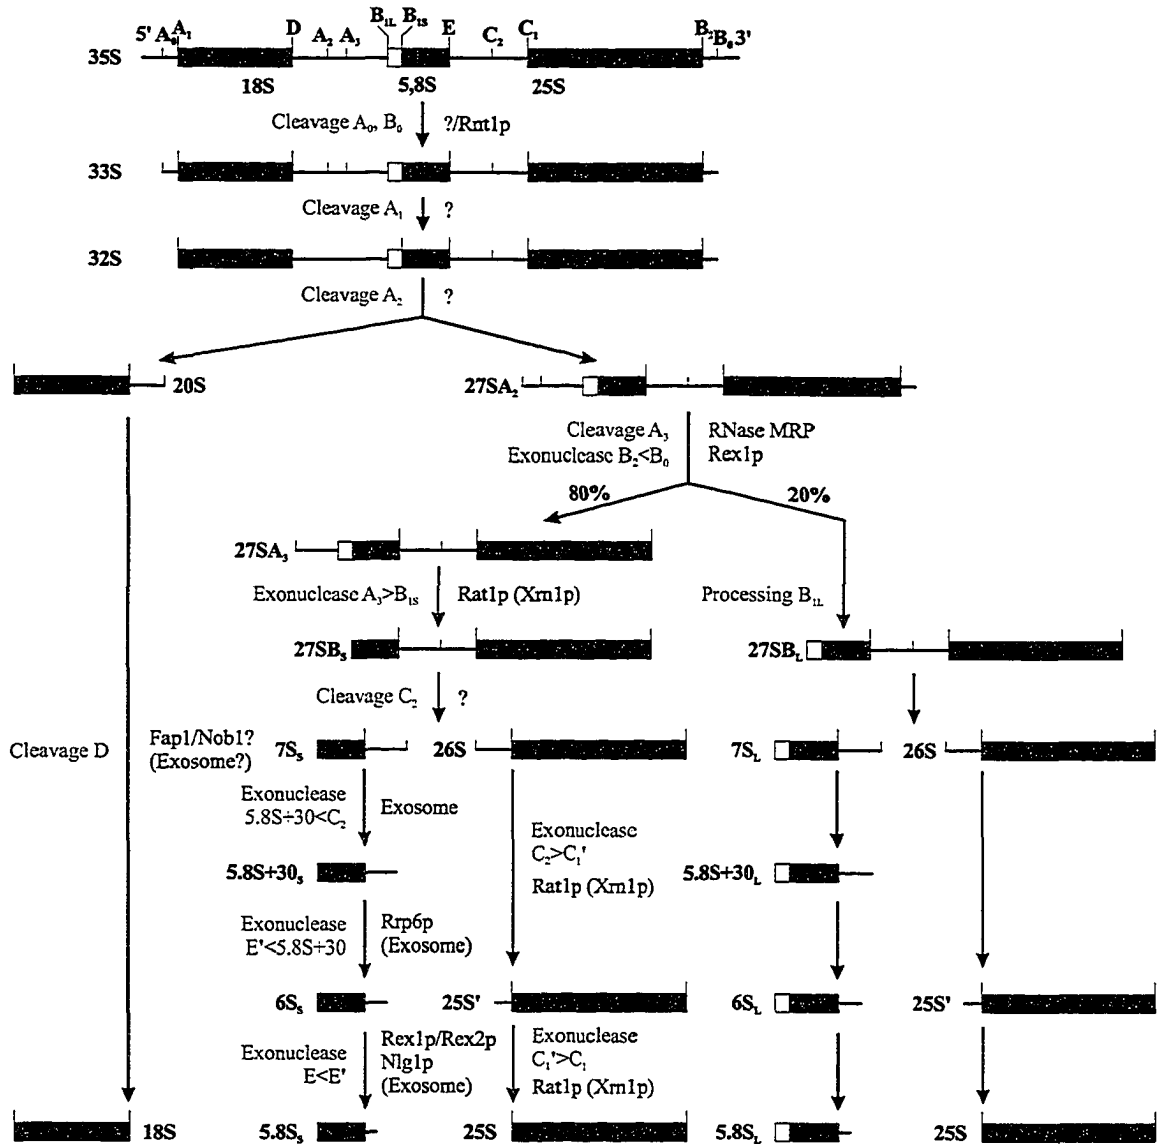 5' A₀ A₁ D A₂ A₃ B₁L B₁S E C₂ C₁ B₂ B₀ 3'
35S
18S 5,8S 25S
Cleavage A₀, B₀ ?/Rnt1p
33S
Cleavage A₁ ?
32S
Cleavage A₂ ?
20S 27SA₂
Cleavage A₃ RNase MRP
Exonuclease B₂<B₀ Rex1p
80% 20%
27SA₃
Exonuclease A₃>B₁S Rat1p (Xrn1p) Processing B₁L
27SBS 27SBL
Cleavage C₂ ?
Cleavage D Fap1/Nob1?
(Exosome?)
7SS 26S 7SL 26S
Exonuclease
5.8S+30<C₂ Exosome
Exonuclease
C₂>C₁'
Rat1p (Xrn1p)
5.8S+30S 5.8S+30L
Exonuclease
E'<5.8S+30
Rrp6p
(Exosome)
6SS 25S' 6SL 25S'
Exonuclease
E<E'
Rex1p/Rex2p
Nlg1p
(Exosome)
Exonuclease
C₁'>C₁
Rat1p (Xrn1p)
18S 5.8SS 25S 5.8SL 25S